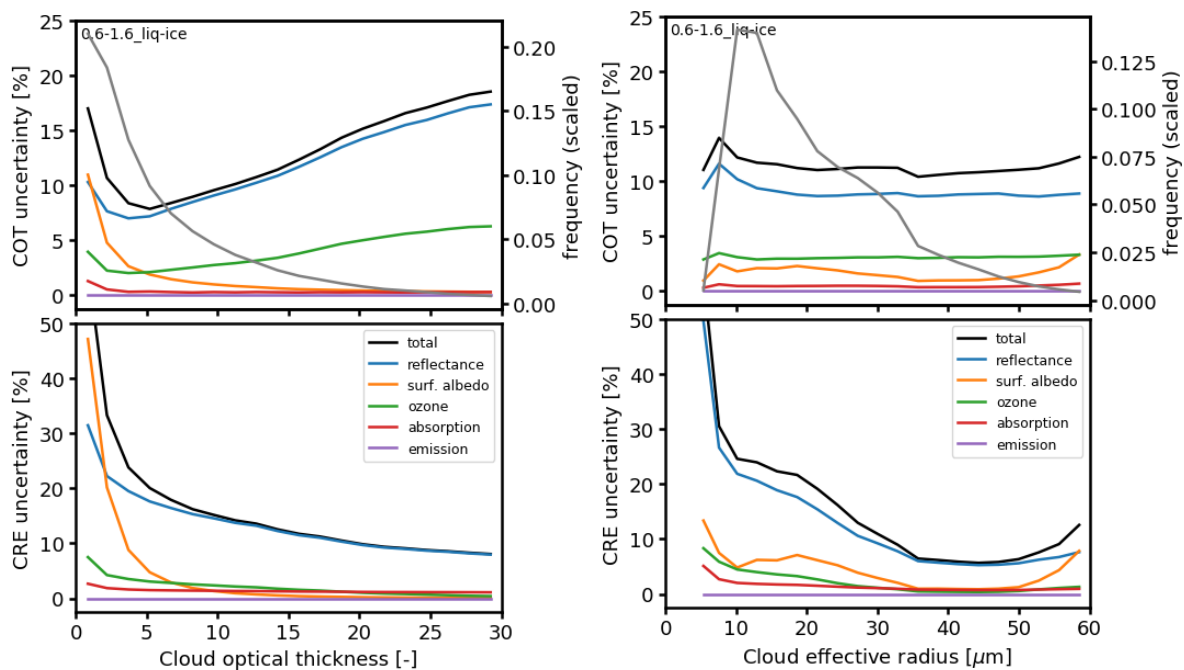 0.6-1.6_liq-ice
COT uncertainty [%]
25
20
15
10
5
0
frequency (scaled)
0.20
0.15
0.10
0.05
0.00
0.6-1.6_liq-ice
COT uncertainty [%]
25
20
15
10
5
0
frequency (scaled)
0.125
0.100
0.075
0.050
0.025
0.000
CRE uncertainty [%]
50
40
30
20
10
0
total
reflectance
surf. albedo
ozone
absorption
emission
0 5 10 15 20 25 30
Cloud optical thickness [-]
CRE uncertainty [%]
50
40
30
20
10
0
total
reflectance
surf. albedo
ozone
absorption
emission
0 10 20 30 40 50 60
Cloud effective radius [μm]